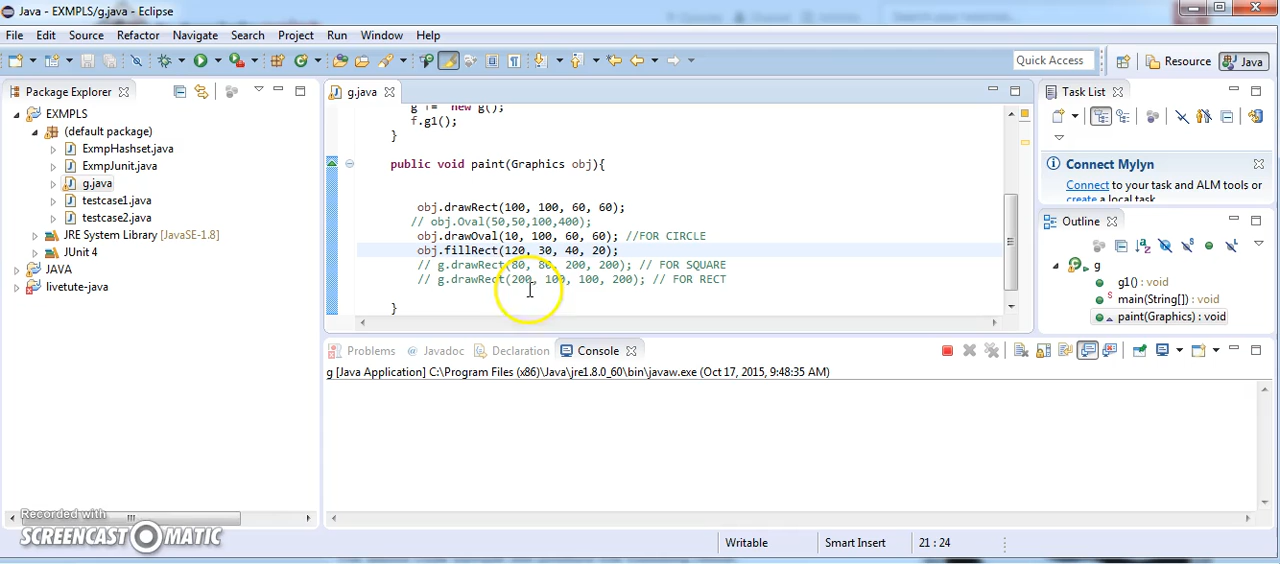 Java - EXMPLS/g.java - Eclipse
File Edit Source Refactor Navigate Search Project Run Window Help
Quick Access
Resource
Java
Package Explorer
EXMPLS
(default package)
ExmpHashset.java
ExmpJunit.java
g.java
testcase1.java
testcase2.java
JRE System Library [JavaSE-1.8]
JUnit 4
JAVA
livetute-java
g.java
new g();
f.g1();
}
public void paint(Graphics obj){
obj.drawRect(100, 100, 60, 60);
// obj.Oval(50,50,100,400);
obj.drawOval(10, 100, 60, 60); //FOR CIRCLE
obj.fillRect(120, 30, 40, 20);
// g.drawRect(80, 80, 200, 200); // FOR SQUARE
// g.drawRect(200, 100, 100, 200); // FOR RECT
}
Task List
Connect Mylyn
Connect to your task and ALM tools or
create a local task.
Outline
g
g1() : void
main(String[]) : void
paint(Graphics) : void
Problems @ Javadoc Declaration Console
g [Java Application] C:\Program Files (x86)\Java\jre1.8.0_60\bin\javaw.exe (Oct 17, 2015, 9:48:35 AM)
Recorded with
SCREENCAST MATIC
Writable Smart Insert 21 : 24